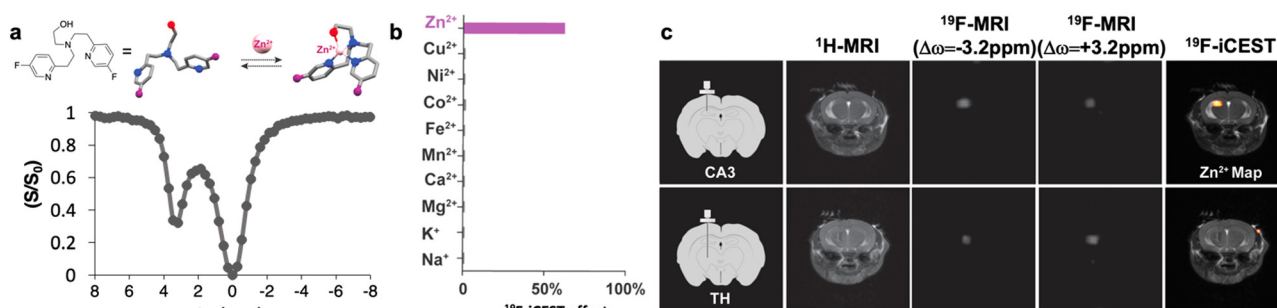 a
OH
N
N
N
F
F
=
Zn²⁺
Zn²⁺
(S/S₀)
1
0.8
0.6
0.4
0.2
0
8 6 4 2 0 -2 -4 -6 -8
b
Zn²⁺
Cu²⁺
Ni²⁺
Co²⁺
Fe²⁺
Mn²⁺
Ca²⁺
Mg²⁺
K⁺
Na⁺
0 50% 100%
c
¹H-MRI
¹⁹F-MRI
(Δω=-3.2ppm)
¹⁹F-MRI
(Δω=+3.2ppm)
¹⁹F-iCEST
CA3
Zn²⁺ Map
TH